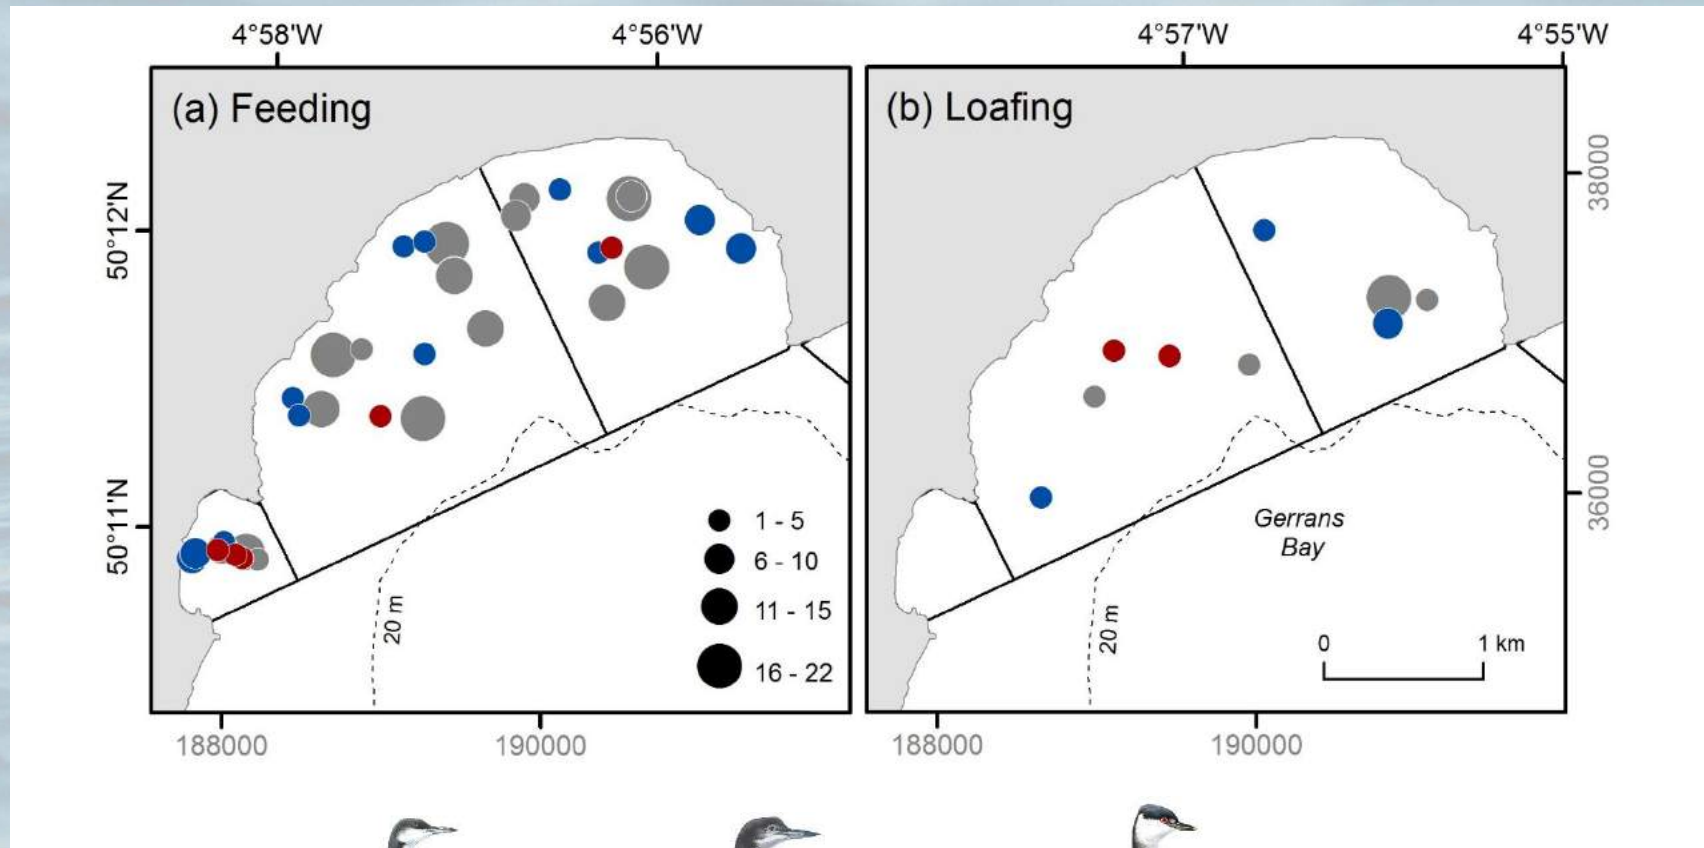 4°58'W
4°56'W
4°57'W
4°55'W
(a) Feeding
(b) Loafing
38000
50°12'N
36000
50°11'N
Gerrans
Bay
1 - 5
6 - 10
11 - 15
16 - 22
20 m
20 m
0
1 km
188000
190000
188000
190000